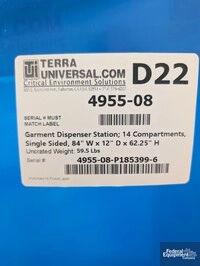 TERRA
UNIVERSAL.COM
Critical Environment Solutions
D22
4955-08
SERIAL # MUST
MATCH LABEL
Garment Dispenser Station; 14 Compartments,
Single Sided, 84" W x 12" D x 62.25" H
Uncrated Weight: 59.5 Lbs
Serial #:
4955-08-P185399-6
Federal Equipment